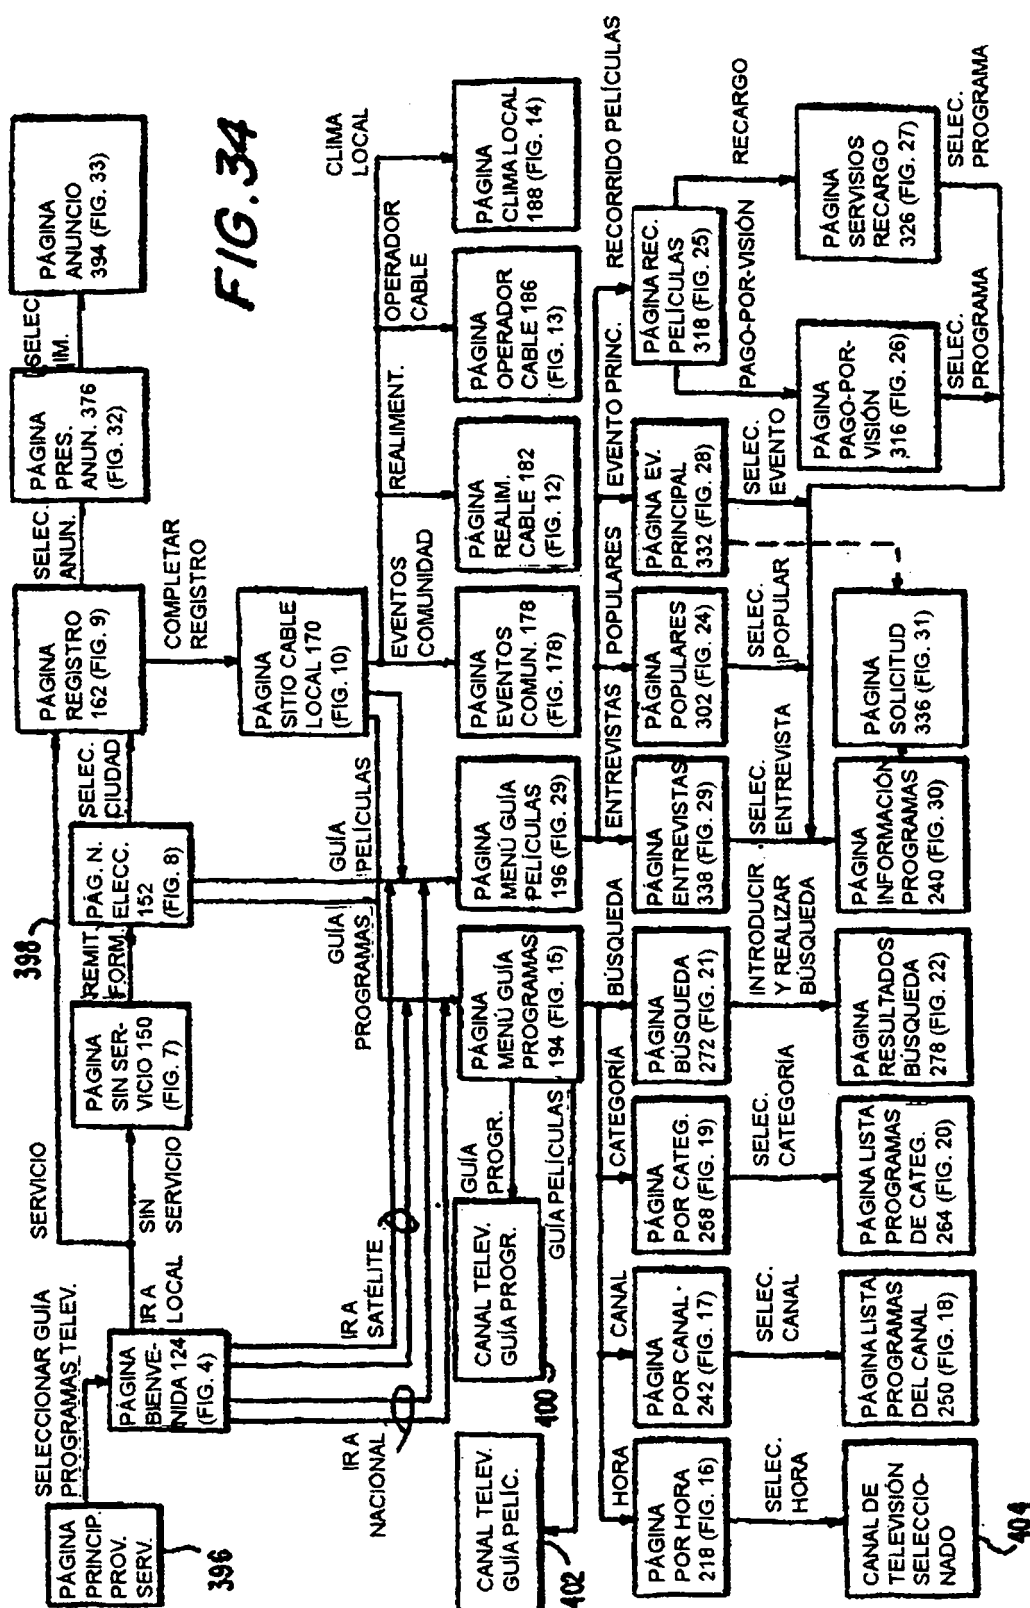 FIG. 34
SELECCIONAR GUÍA
PROGRAMAS TELEV.
PÁGINA
PRINCIP.
PROV.
SERV.
396
PÁGINA
BIENVE-
NIDA 124
(FIG. 4)
SERVICIO
398
IR A
LOCAL
SIN
SERVICIO
PÁGINA
SIN SER-
VICIO 150
(FIG. 7)
REMIT.
FORM.
PÁG. N.
ELECC.
152
(FIG. 8)
SELEC.
CIUDAD
PÁGINA
REGISTRO
162 (FIG. 9)
SELEC.
ANUN.
PÁGINA
PRES.
ANUN. 376
(FIG. 32)
SELEC.
IM.
PÁGINA
ANUNCIO
394 (FIG. 33)
COMPLETAR
REGISTRO
PÁGINA
SITIO CABLE
LOCAL 170
(FIG. 10)
IR A
NACIONAL
IR A
SATÉLITE
GUÍA
PROGRAMAS
GUÍA
PELÍCULAS
EVENTOS
COMUNIDAD
REALIMENT.
OPERADOR
CABLE
CLIMA
LOCAL
CANAL TELEV.
GUÍA PELÍC.
402
CANAL TELEV.
GUÍA PROGR.
400
GUÍA
PROGR.
GUÍA PELÍCULAS
PÁGINA
MENÚ GUÍA
PROGRAMAS
194 (FIG. 15)
PÁGINA
MENÚ GUÍA
PELÍCULAS
196 (FIG. 29)
PÁGINA
EVENTOS
COMUN. 178
(FIG. 178)
PÁGINA
REALIM.
CABLE 182
(FIG. 12)
PÁGINA
OPERADOR
CABLE 186
(FIG. 13)
PÁGINA
CLIMA LOCAL
188 (FIG. 14)
HORA
CANAL
CATEGORÍA
BÚSQUEDA
ENTREVISTAS
POPULARES
EVENTO PRINC.
RECORRIDO PELÍCULAS
PÁGINA
POR HORA
218 (FIG. 16)
PÁGINA
POR CANAL
242 (FIG. 17)
PÁGINA
POR CATEG.
258 (FIG. 19)
PÁGINA
BÚSQUEDA
272 (FIG. 21)
PÁGINA
ENTREVISTAS
338 (FIG. 29)
PÁGINA
POPULARES
302 (FIG. 24)
PÁGINA EV.
PRINCIPAL
332 (FIG. 28)
PÁGINA REC.
PELÍCULAS
318 (FIG. 25)
PAGO-POR-VISIÓN
RECARGO
PÁGINA
PAGO-POR-
VISIÓN
316 (FIG. 26)
PÁGINA
SERVISIOS
RECARGO
326 (FIG. 27)
SELEC.
HORA
SELEC.
CANAL
SELEC.
CATEGORÍA
INTRODUCIR
Y REALIZAR
BÚSQUEDA
SELEC.
ENTREVISTA
SELEC.
POPULAR
SELEC.
EVENTO
SELEC.
PROGRAMA
SELEC.
PROGRAMA
CANAL DE
TELEVISIÓN
SELECCIO-
NADO
404
PÁGINA LISTA
PROGRAMAS
DEL CANAL
250 (FIG. 18)
PÁGINA LISTA
PROGRAMAS
DE CATEG.
264 (FIG. 20)
PÁGINA
RESULTADOS
BÚSQUEDA
278 (FIG. 22)
PÁGINA
INFORMACIÓN
PROGRAMAS
240 (FIG. 30)
PÁGINA
SOLICITUD
336 (FIG. 31)